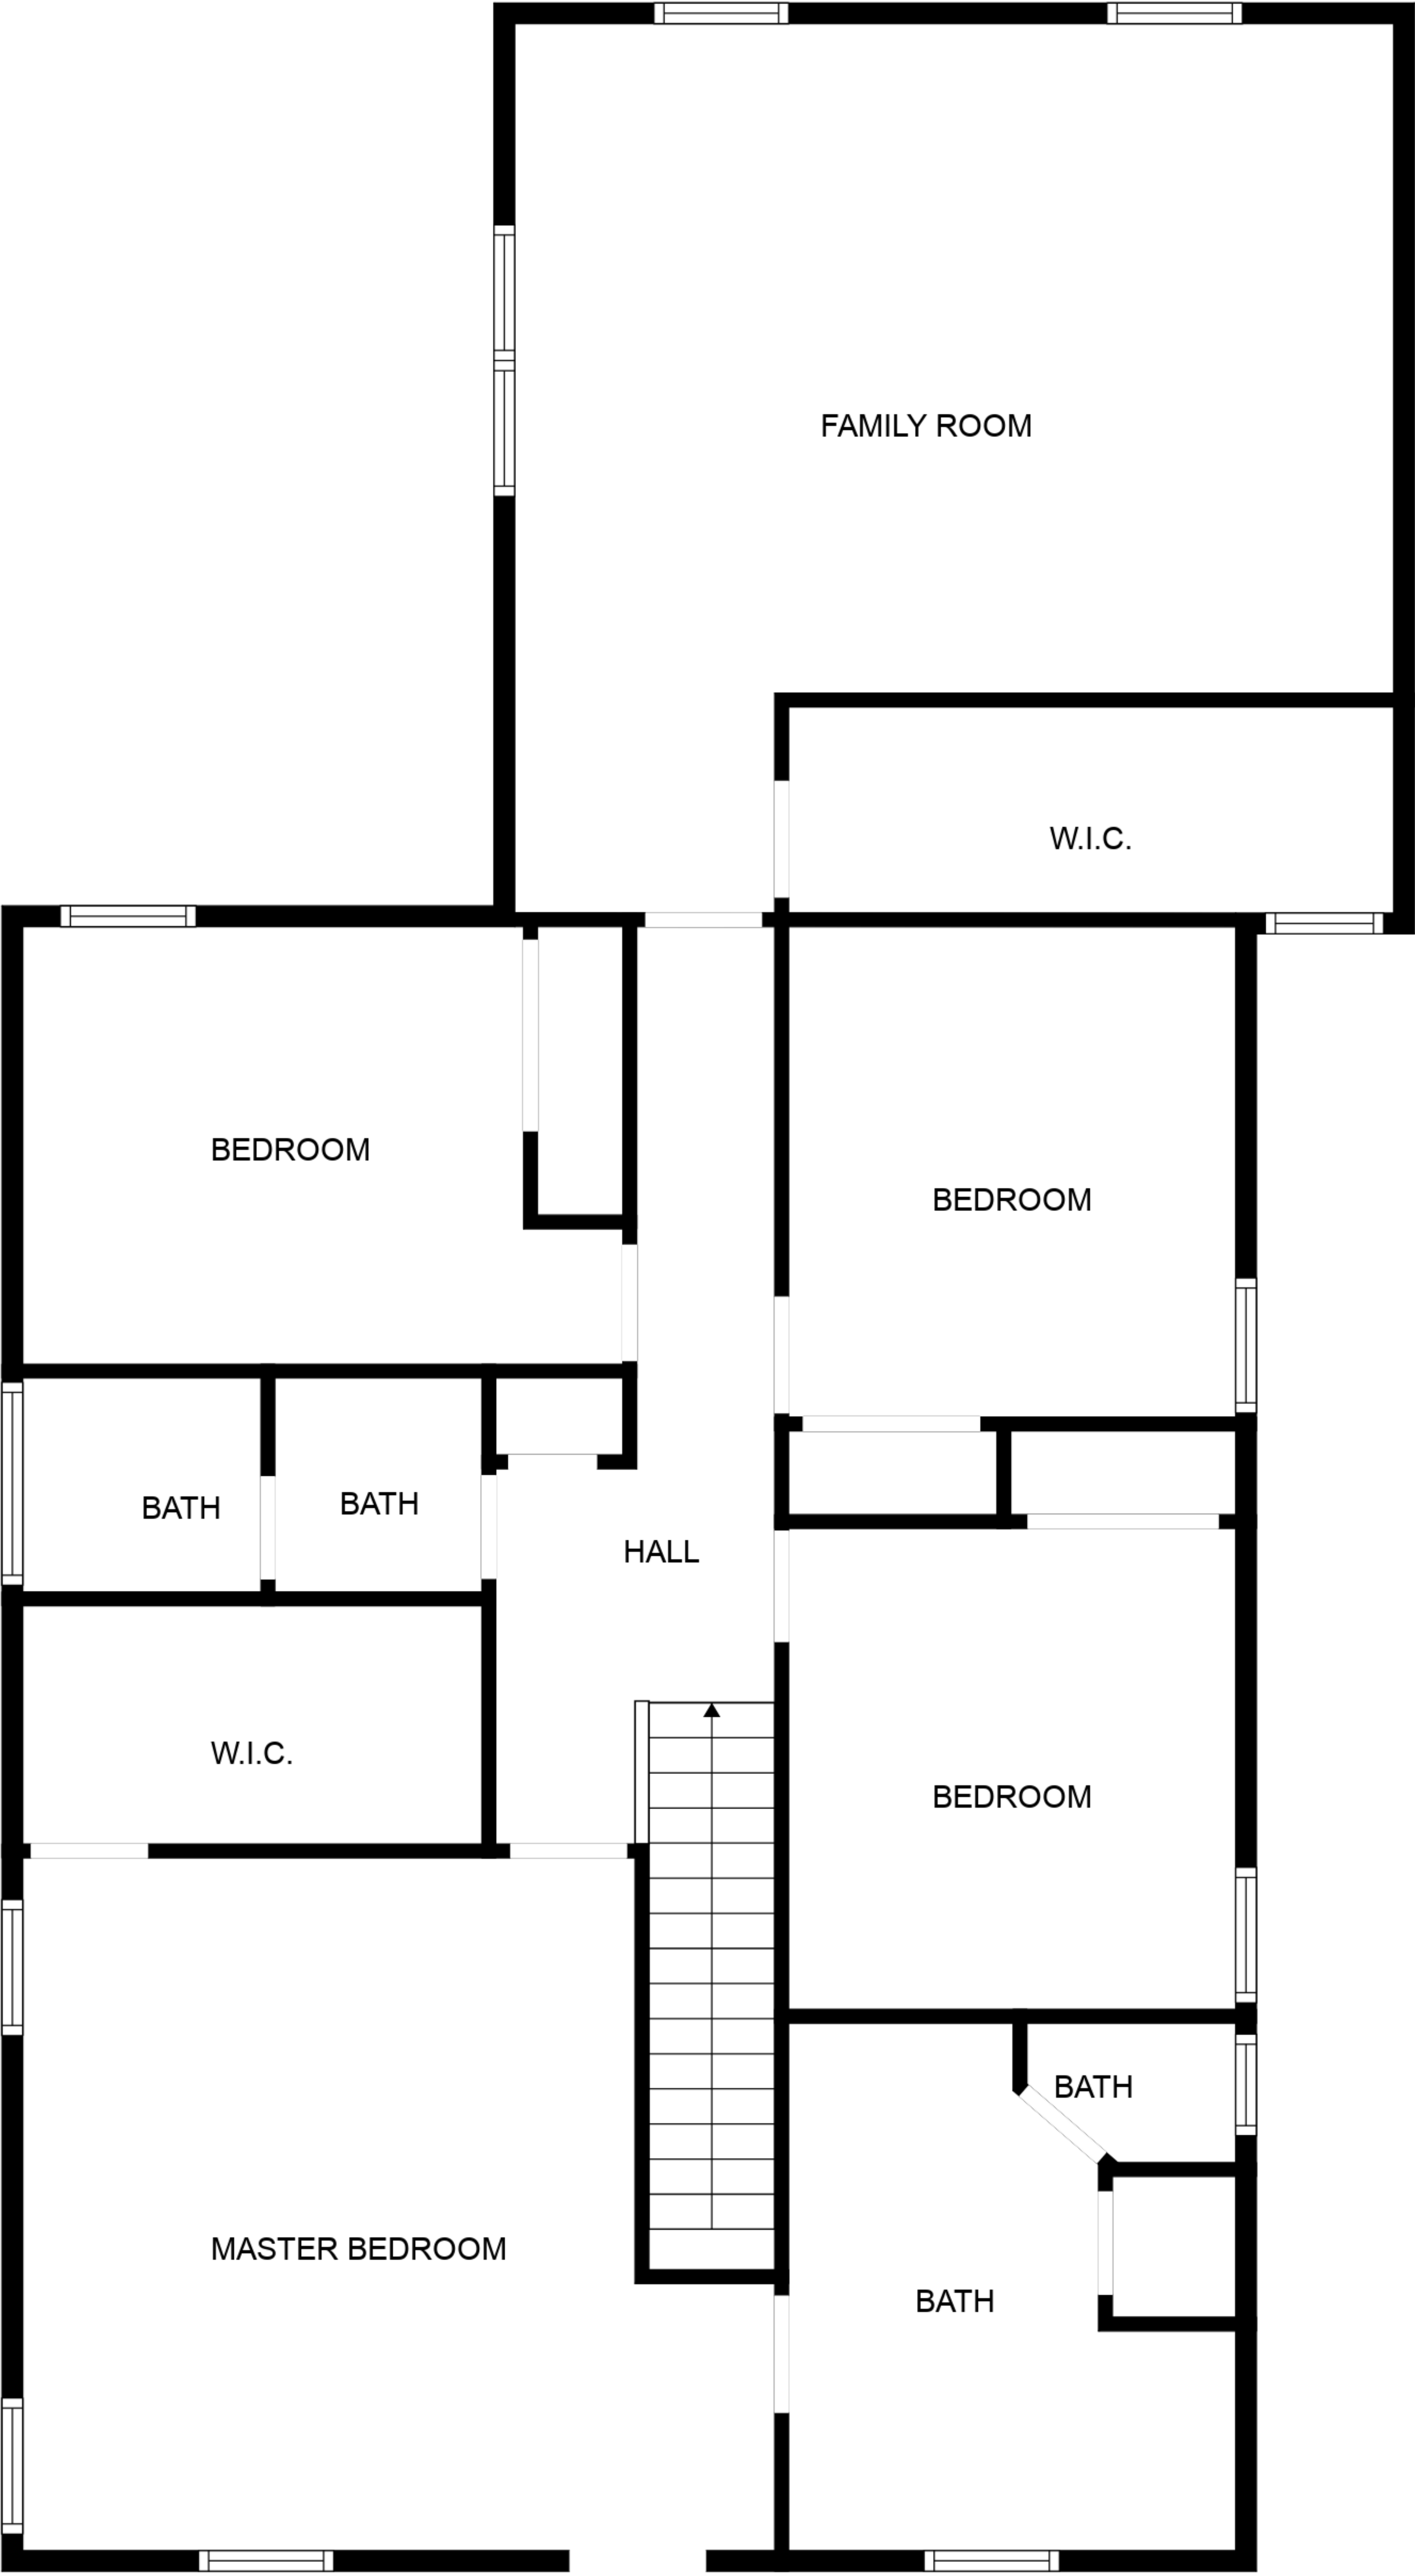 FAMILY ROOM
W.I.C.
BEDROOM
BEDROOM
BATH
BATH
HALL
W.I.C.
BEDROOM
BATH
MASTER BEDROOM
BATH